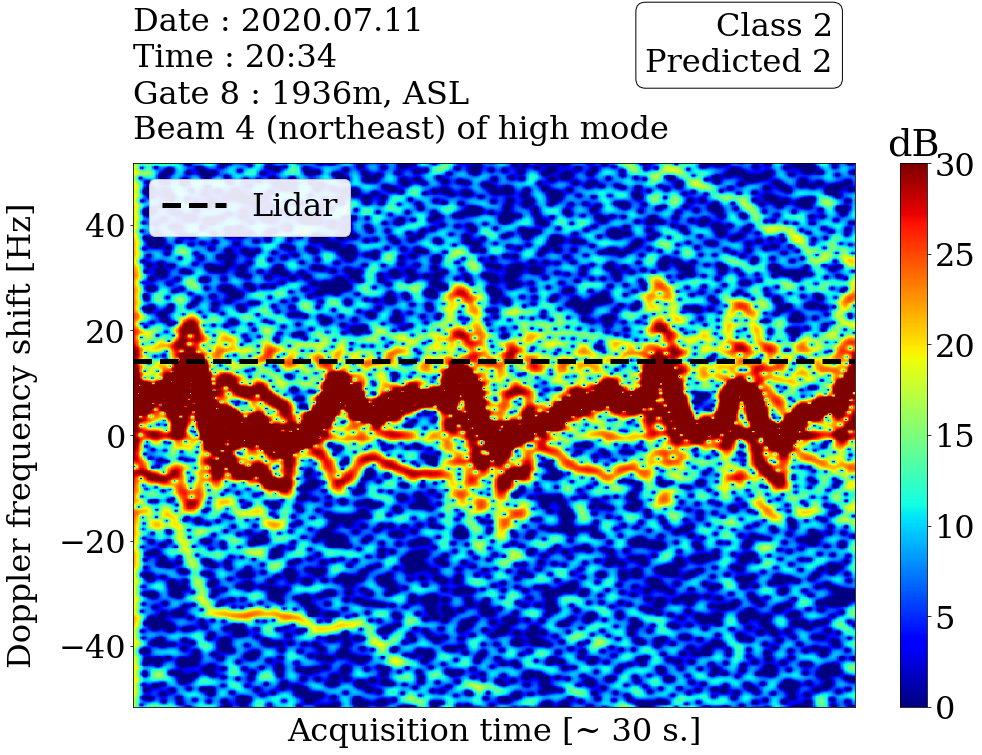 Date : 2020.07.11
Time : 20:34
Gate 8 : 1936m, ASL
Beam 4 (northeast) of high mode
Class 2
Predicted 2
dB
30
25
20
15
10
5
0
Lidar
Doppler frequency shift [Hz]
40
20
0
−20
−40
Acquisition time [~ 30 s.]